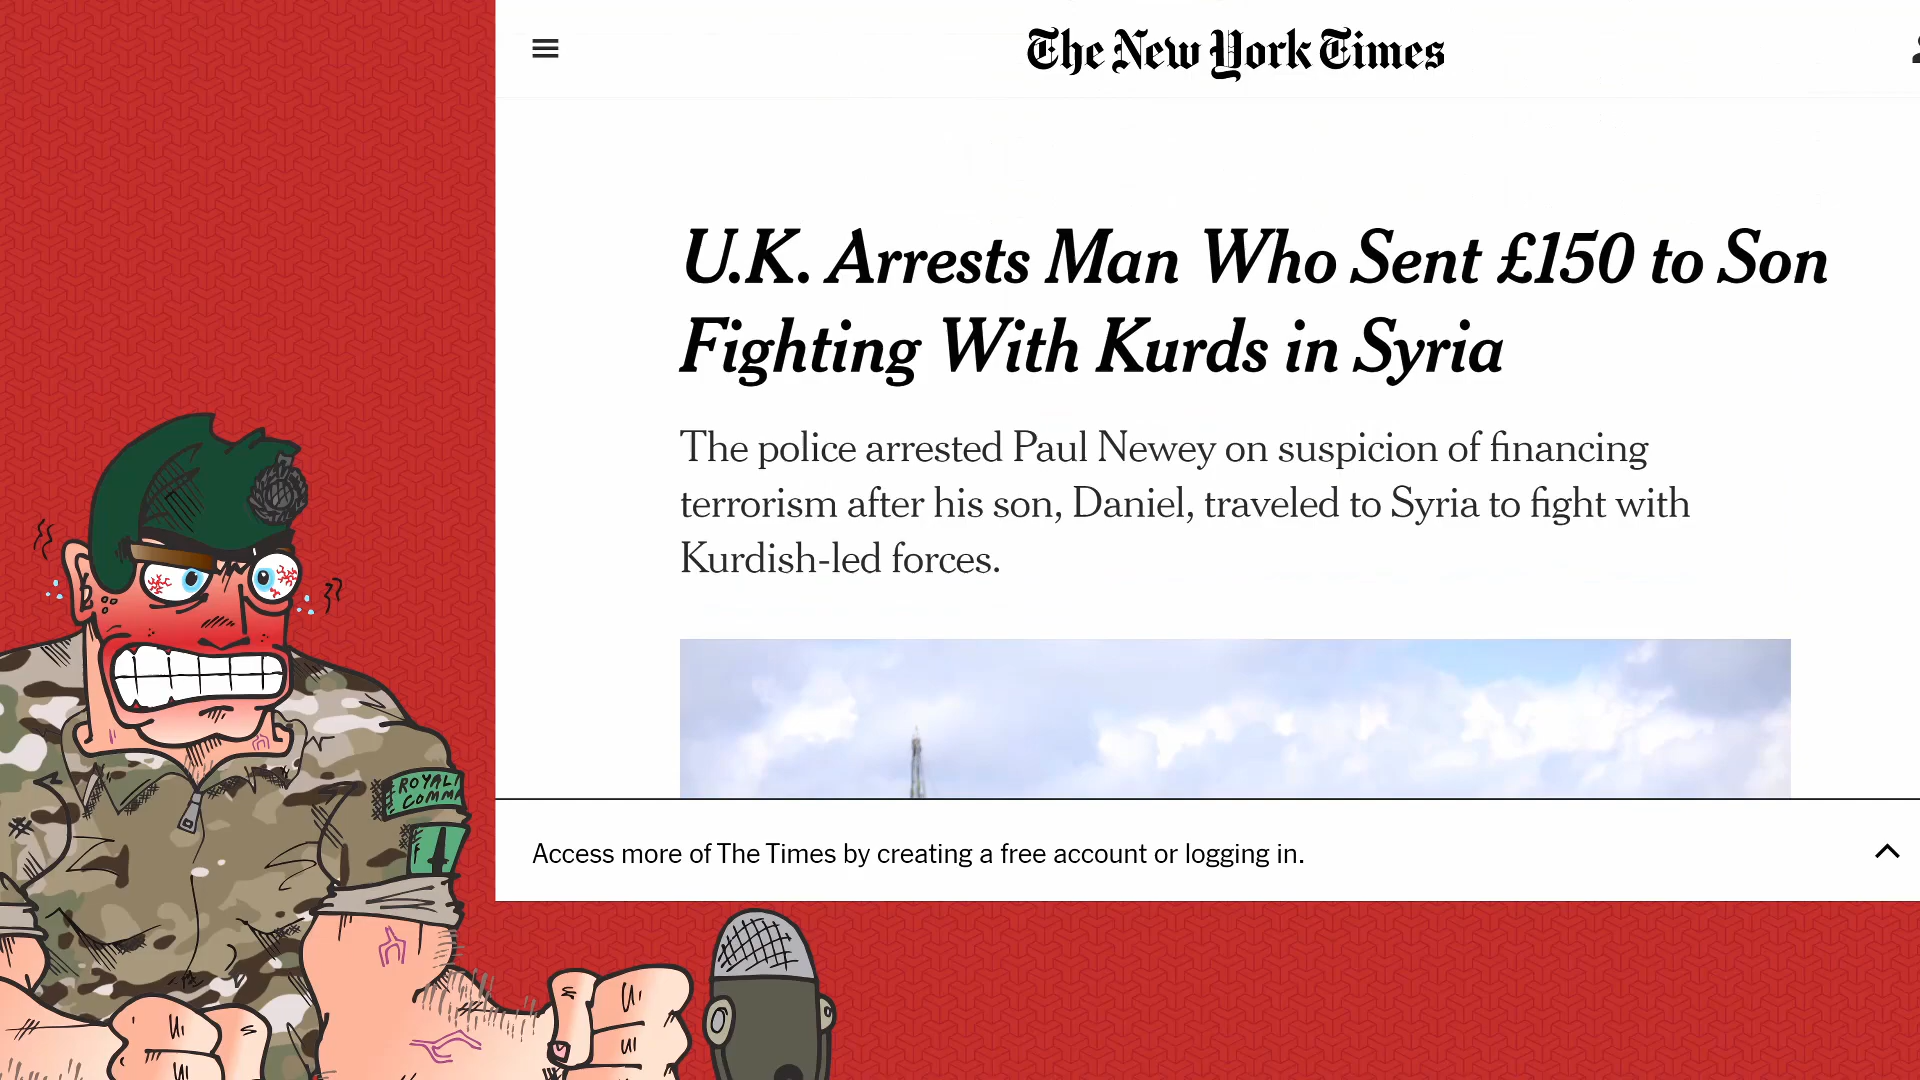 The New York Times
U.K. Arrests Man Who Sent £150 to Son
Fighting With Kurds in Syria
The police arrested Paul Newey on suspicion of financing
terrorism after his son, Daniel, traveled to Syria to fight with
Kurdish-led forces.
ROYAL
COMM
Access more of The Times by creating a free account or logging in.